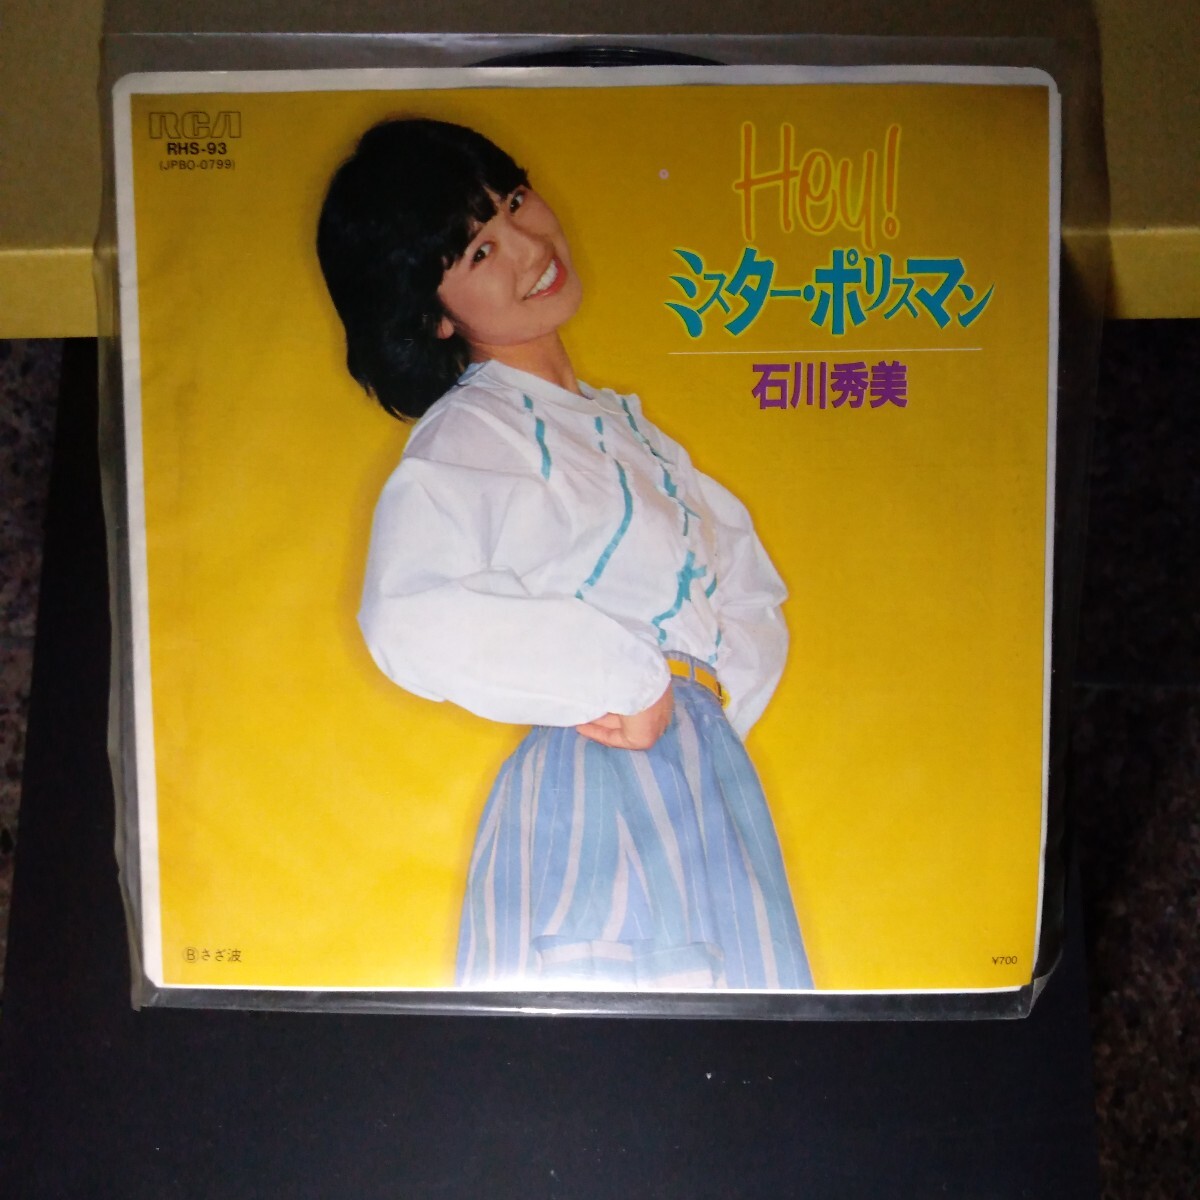 RCA
RHS-93
(JPBO-0799)
Hey!
ミスター・ポリスマン
石川秀美
Ⓑさざ波
¥700